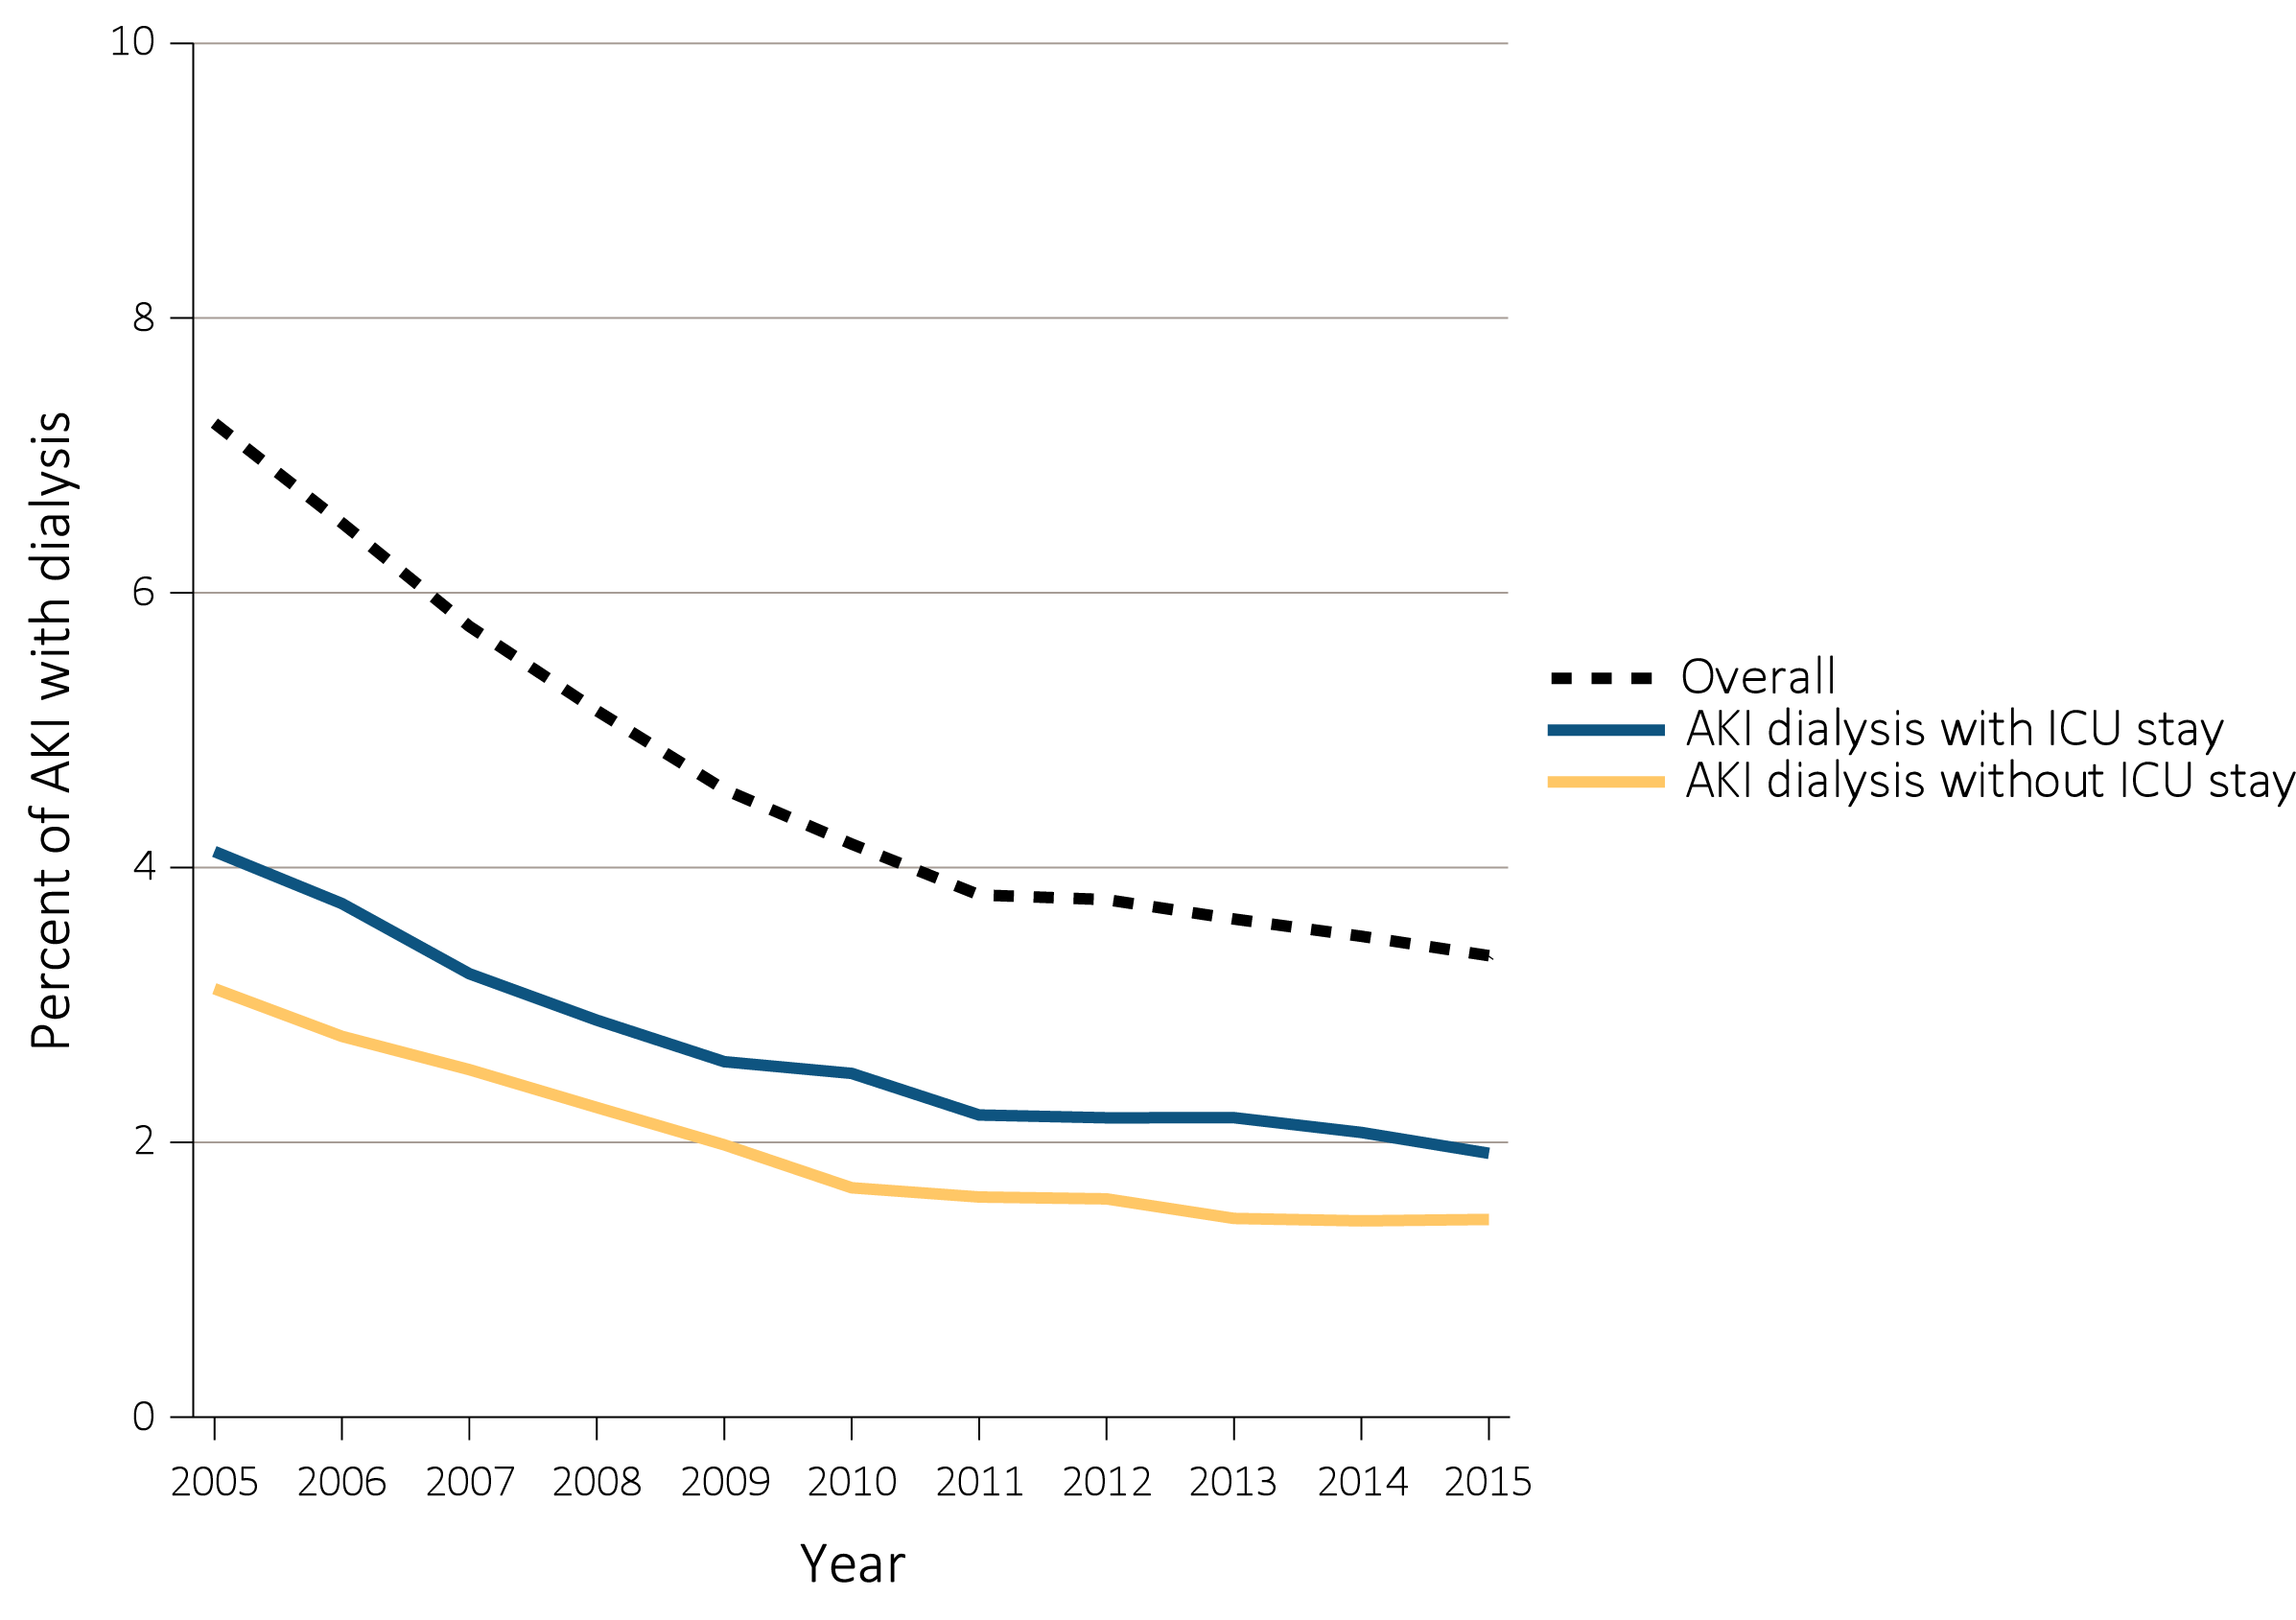 Percent of AKI with dialysis
10
8
6
4
2
0
2005 2006 2007 2008 2009 2010 2011 2012 2013 2014 2015
Year
Overall
AKI dialysis with ICU stay
AKI dialysis without ICU stay